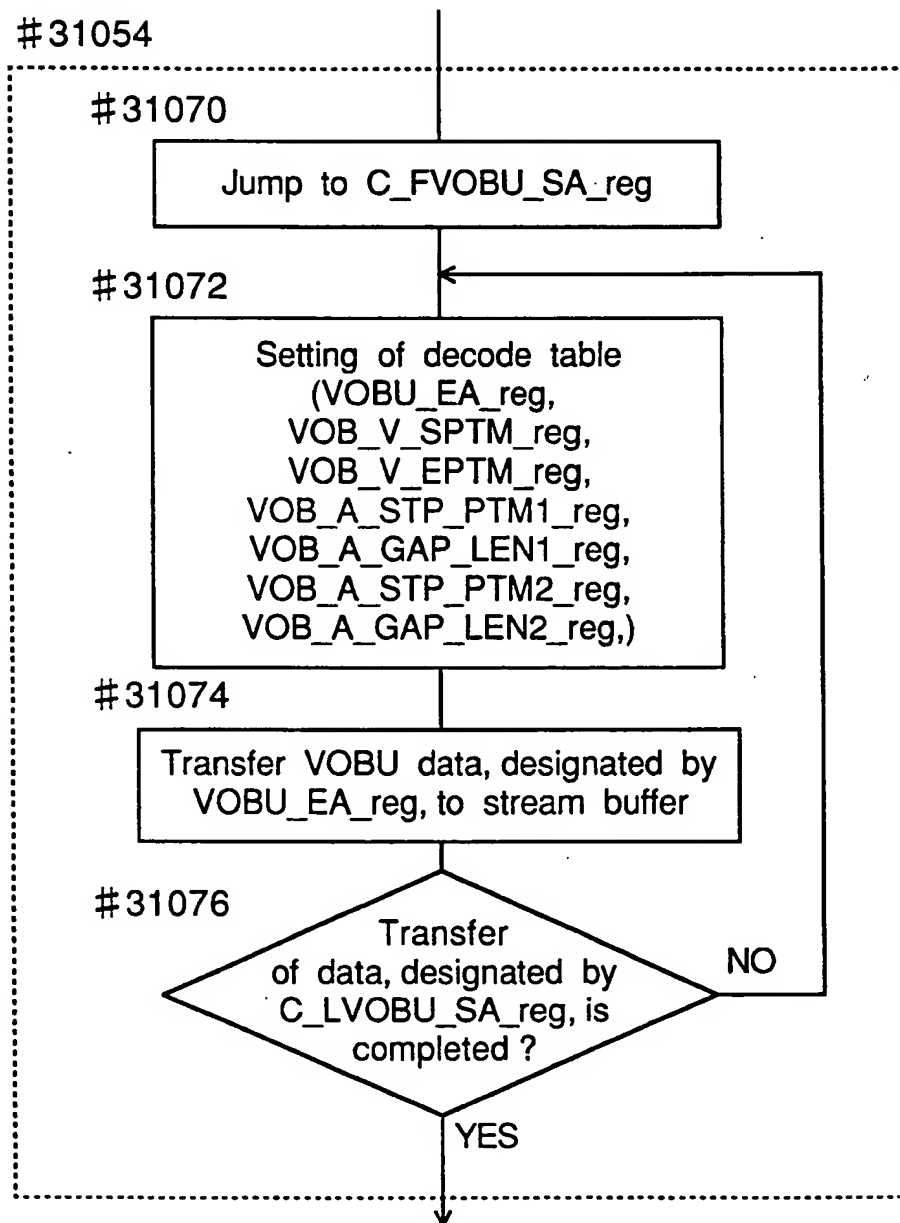 #31054
#31070
Jump to C_FVOBU_SA_reg
#31072
Setting of decode table
(VOBU_EA_reg,
VOB_V_SPTM_reg,
VOB_V_EPTM_reg,
VOB_A_STP_PTM1_reg,
VOB_A_GAP_LEN1_reg,
VOB_A_STP_PTM2_reg,
VOB_A_GAP_LEN2_reg,)
#31074
Transfer VOBU data, designated by
VOBU_EA_reg, to stream buffer
#31076
Transfer
of data, designated by
C_LVOBU_SA_reg, is
completed ?
NO
YES